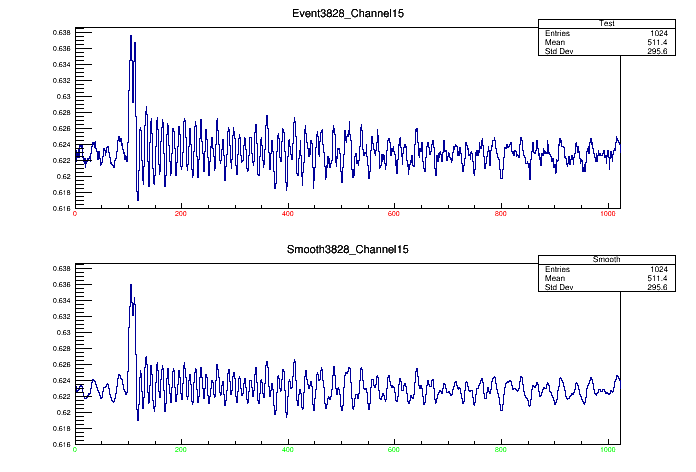 Event3828_Channel15
Test
Entries 1024
Mean 511.4
Std Dev 295.6
0.638
0.636
0.634
0.632
0.63
0.628
0.626
0.624
0.622
0.62
0.618
0.616
0 200 400 600 800 1000
Smooth3828_Channel15
Smooth
Entries 1024
Mean 511.4
Std Dev 295.6
0.638
0.636
0.634
0.632
0.63
0.628
0.626
0.624
0.622
0.62
0.618
0.616
0 200 400 600 800 1000